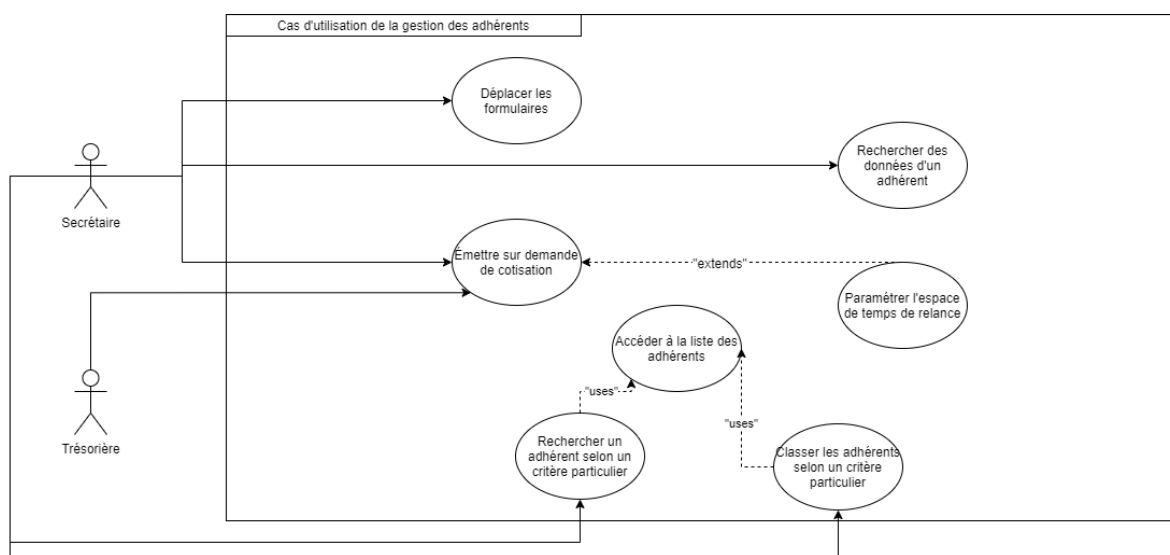 Cas d'utilisation de la gestion des adhérents
Déplacer les
formulaires
Rechercher des
données d'un
adhérent
Secrétaire
Émettre sur demande
de cotisation
"extends"
Paramétrer l'espace
de temps de relance
Accéder à la liste des
adhérents
"uses"
"uses"
Trésorière
Rechercher un
adhérent selon un
critère particulier
Classer les adhérents
selon un critère
particulier